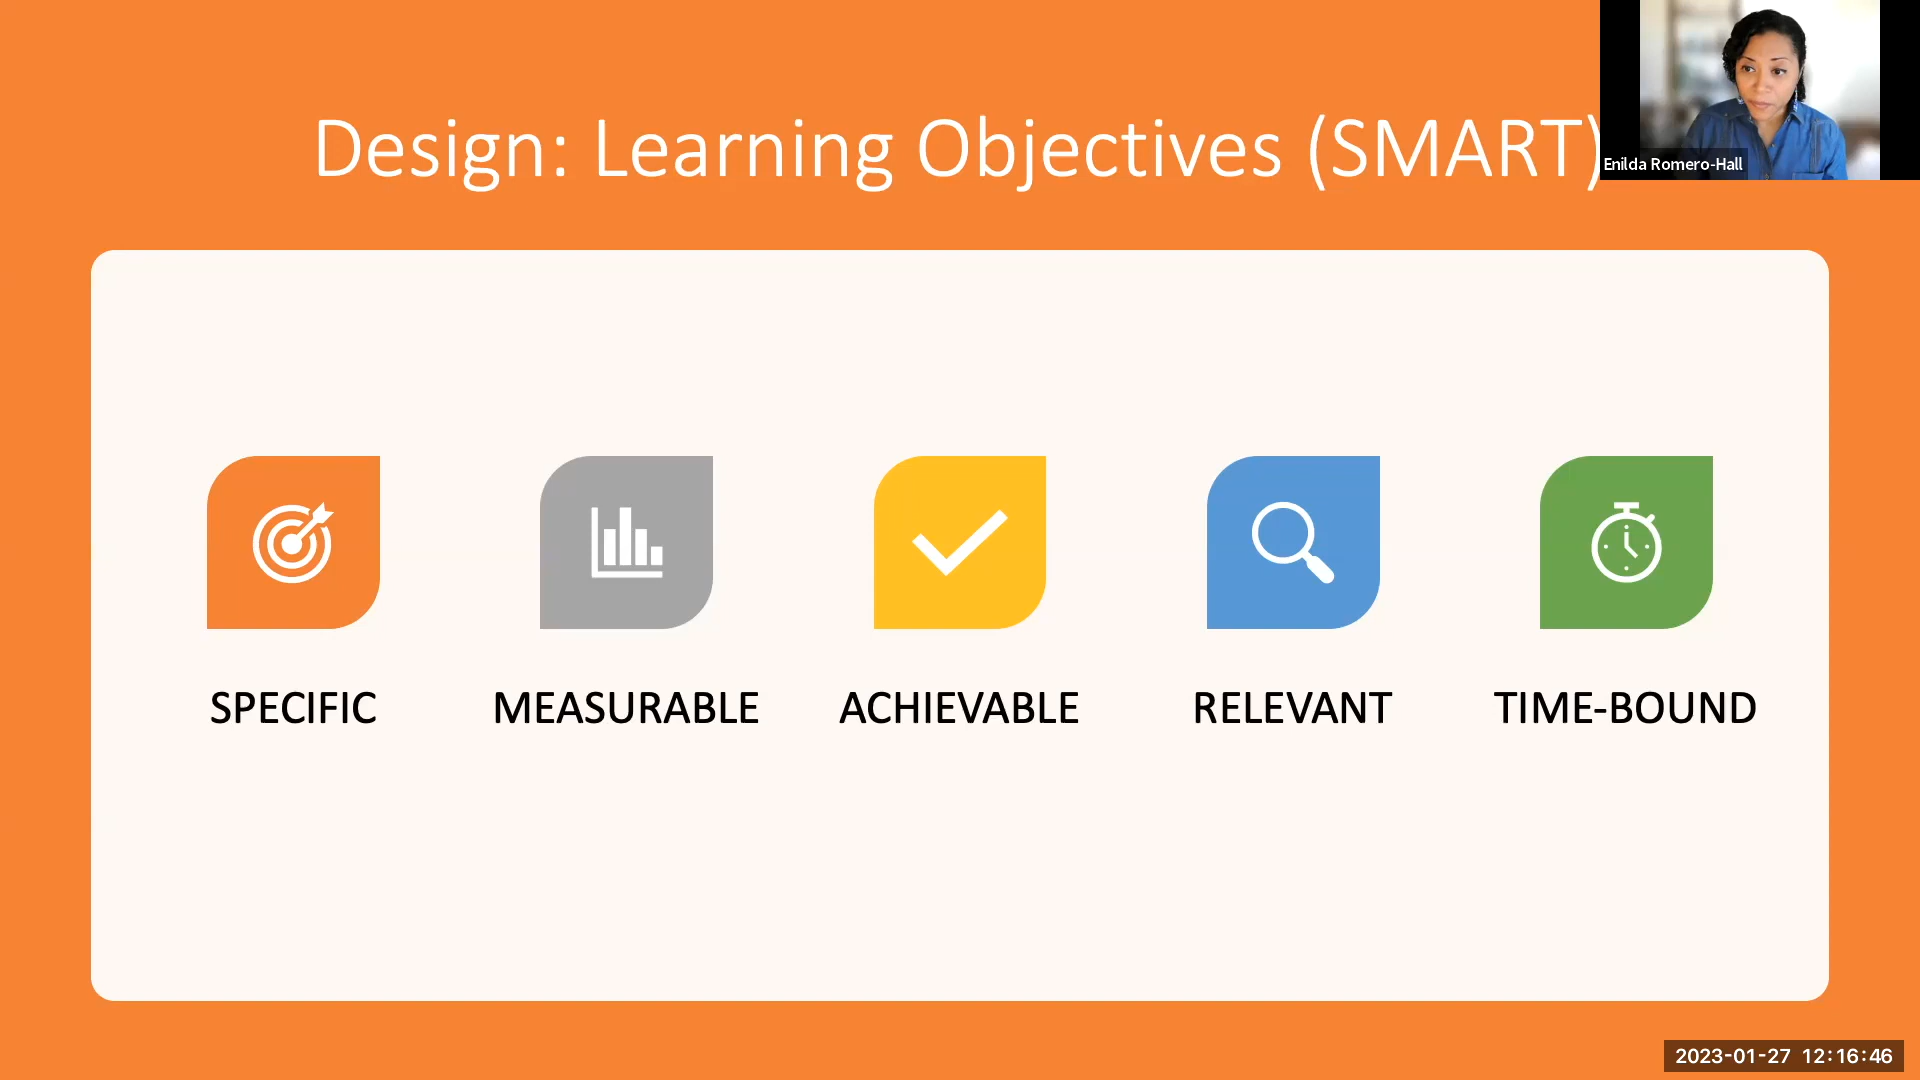 Design: Learning Objectives (SMART)
Enilda Romero-Hall
SPECIFIC
MEASURABLE
ACHIEVABLE
RELEVANT
TIME-BOUND
2023-01-27 12:16:46